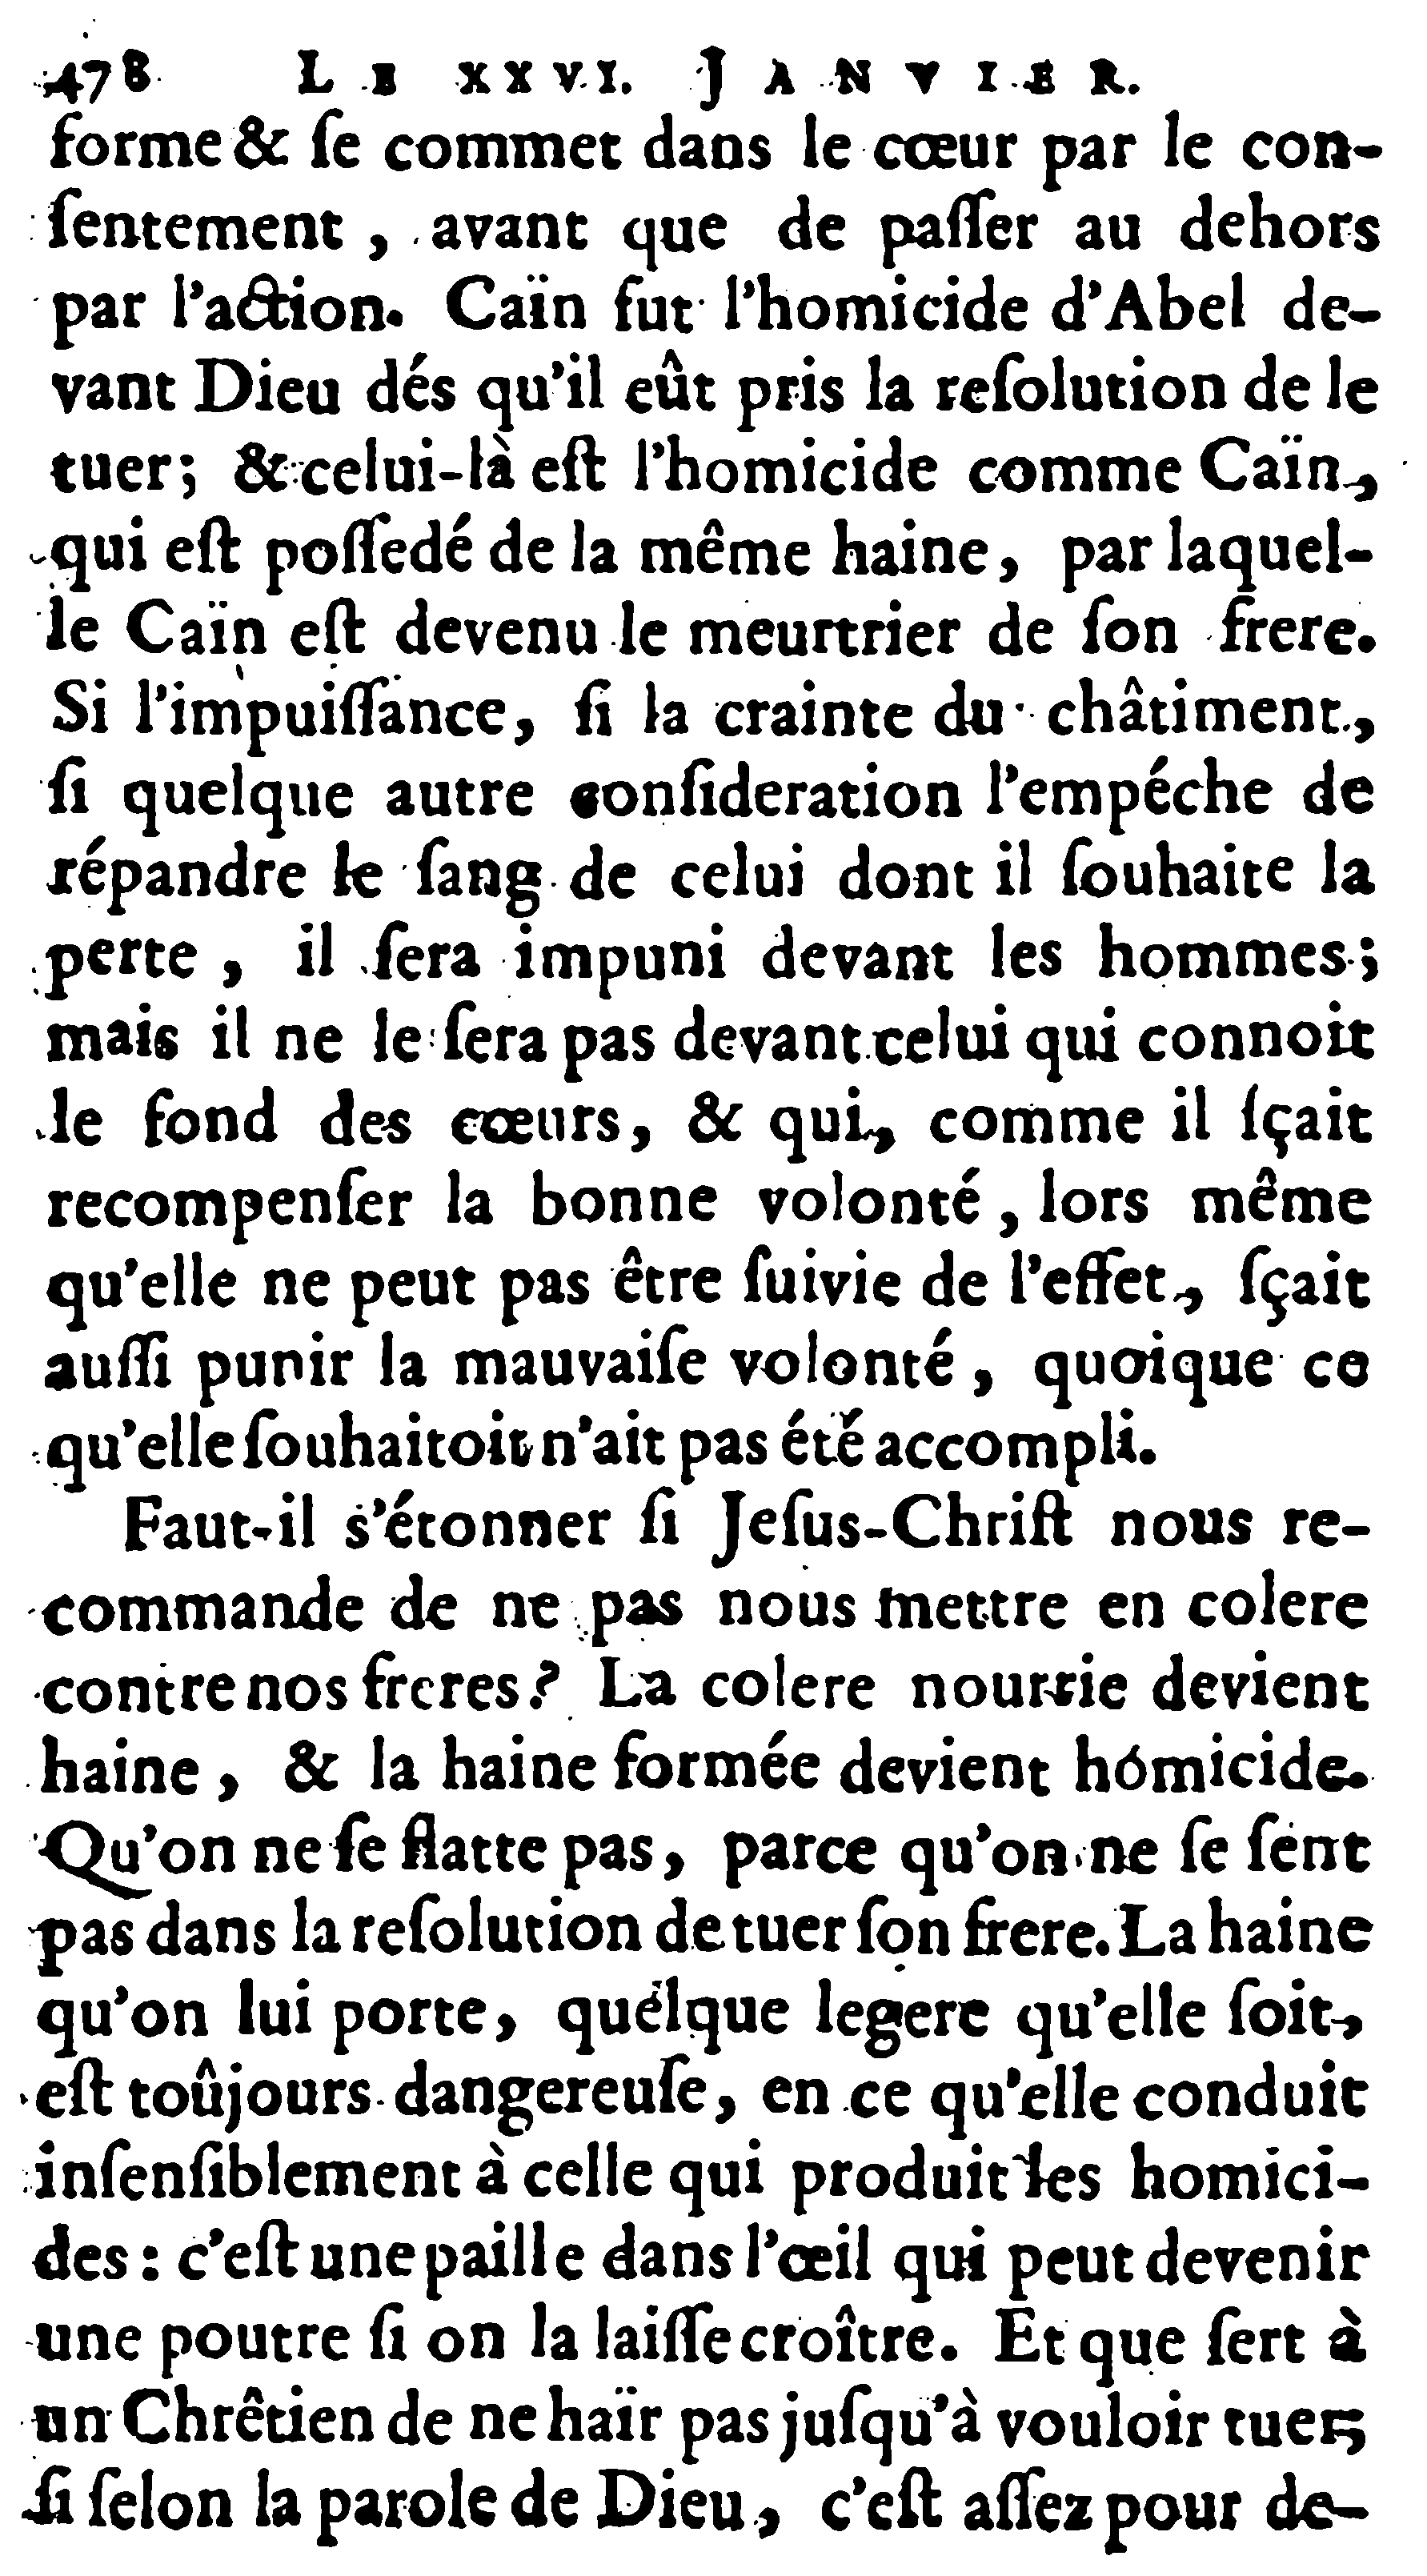 478 LE XXVI. JANVIER.
forme & ſe commet dans le cœur par le con-
ſentement, avant que de paſſer au dehors
par l'action. Caïn fut l'homicide d'Abel de-
vant Dieu dés qu'il eût pris la reſolution de le
tuer; & celui-là eſt l'homicide comme Caïn,
qui eſt poſſedé de la même haine, par laquel-
le Caïn eſt devenu le meurtrier de ſon frere.
Si l'impuiſſance, ſi la crainte du châtiment,
ſi quelque autre conſideration l'empéche de
répandre le ſang de celui dont il ſouhaite la
perte, il ſera impuni devant les hommes;
mais il ne le ſera pas devant celui qui connoit
le fond des cœurs, & qui, comme il ſçait
recompenſer la bonne volonté, lors même
qu'elle ne peut pas être ſuivie de l'effet, ſçait
auſſi punir la mauvaiſe volonté, quoique ce
qu'elle ſouhaitoit n'ait pas été accompli.
Faut-il s'étonner ſi Jeſus-Chriſt nous re-
commande de ne pas nous mettre en colere
contre nos freres? La colere nourrie devient
haine, & la haine formée devient homicide.
Qu'on ne ſe flatte pas, parce qu'on ne ſe ſent
pas dans la reſolution de tuer ſon frere. La haine
qu'on lui porte, quelque legere qu'elle ſoit,
eſt toûjours dangereuſe, en ce qu'elle conduit
inſenſiblement à celle qui produit les homici-
des: c'eſt une paille dans l'œil qui peut devenir
une poutre ſi on la laiſſe croître. Et que ſert à
un Chrêtien de ne haïr pas juſqu'à vouloir tuer,
ſi ſelon la parole de Dieu, c'eſt aſſez pour de-